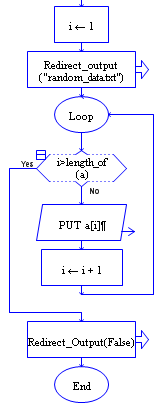 i ← 1
Redirect_output
("random_data.txt")
Loop
i>length_of
(a)
Yes
No
PUT a[i]¶
i ← i + 1
Redirect_Output(False)
End